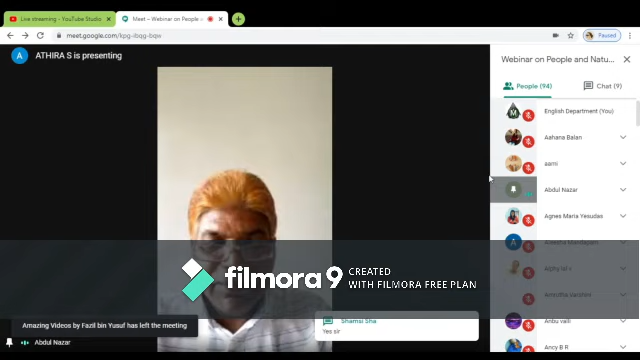 Live streaming - YouTube Studio
Meet – Webinar on People
Paused
meet.google.com/kpg-ibqg-bqw
A
ATHIRA S is presenting
Webinar on People and Natu...
People (94)
Chat (9)
M
English Department (You)
Aahana Balan
aami
Abdul Nazar
Agnes Maria Yesudas
A
filmora9
CREATED
WITH FILMORA FREE PLAN
Amazing Videos by Fazil bin Yusuf has left the meeting
Shamsi Sha
Yes sir
Anbu valli
Abdul Nazar
Ancy B R